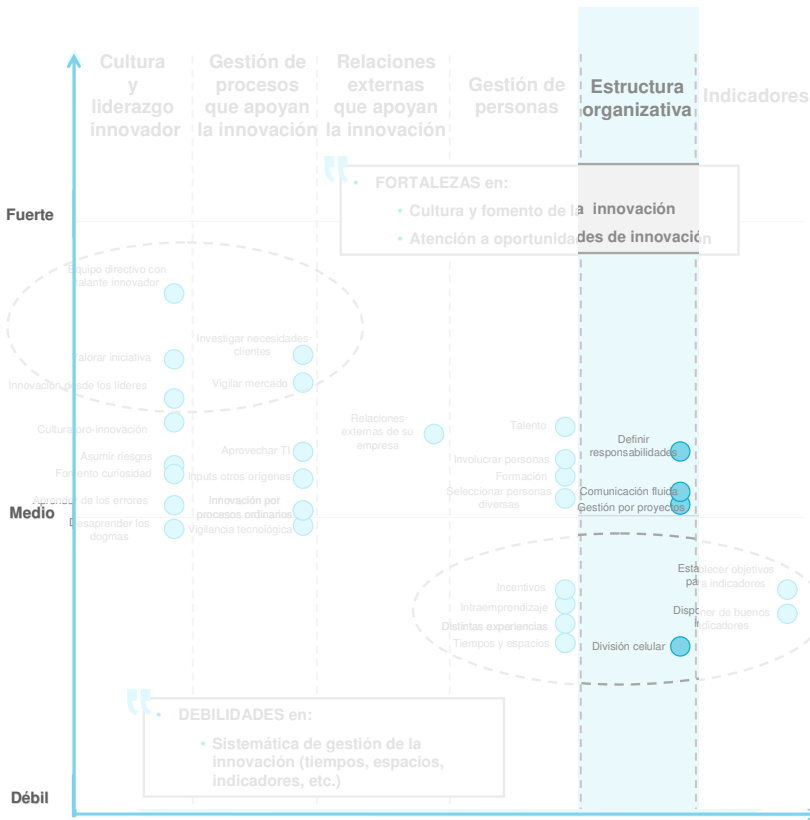 Cultura
y
liderazgo
innovador
Gestión de
procesos
que apoyan
la innovación
Relaciones
externas
que apoyan
la innovación
Gestión de
personas
Estructura
organizativa
Indicadores
• FORTALEZAS en:
• Cultura y fomento de la innovación
• Atención a oportunidades de innovación
Fuerte
Equipo directivo con
talante innovador
Valorar iniciativa
Innovación desde los líderes
Cultura pro-innovación
Asumir riesgos
Fomento curiosidad
Aprender de los errores
Desaprender los
dogmas
Investigar necesidades
clientes
Vigilar mercado
Aprovechar TI
Inputs otros orígenes
Innovación por
procesos ordinarios
Vigilancia tecnológica
Relaciones
externas de su
empresa
Talento
Involucrar personas
Formación
Seleccionar personas
diversas
Definir
responsabilidades
Comunicación fluida
Gestión por proyectos
Medio
Incentivos
Intraemprendizaje
Distintas experiencias
Tiempos y espacios
División celular
Establecer objetivos
para indicadores
Disponer de buenos
indicadores
• DEBILIDADES en:
• Sistemática de gestión de la
innovación (tiempos, espacios,
indicadores, etc.)
Débil